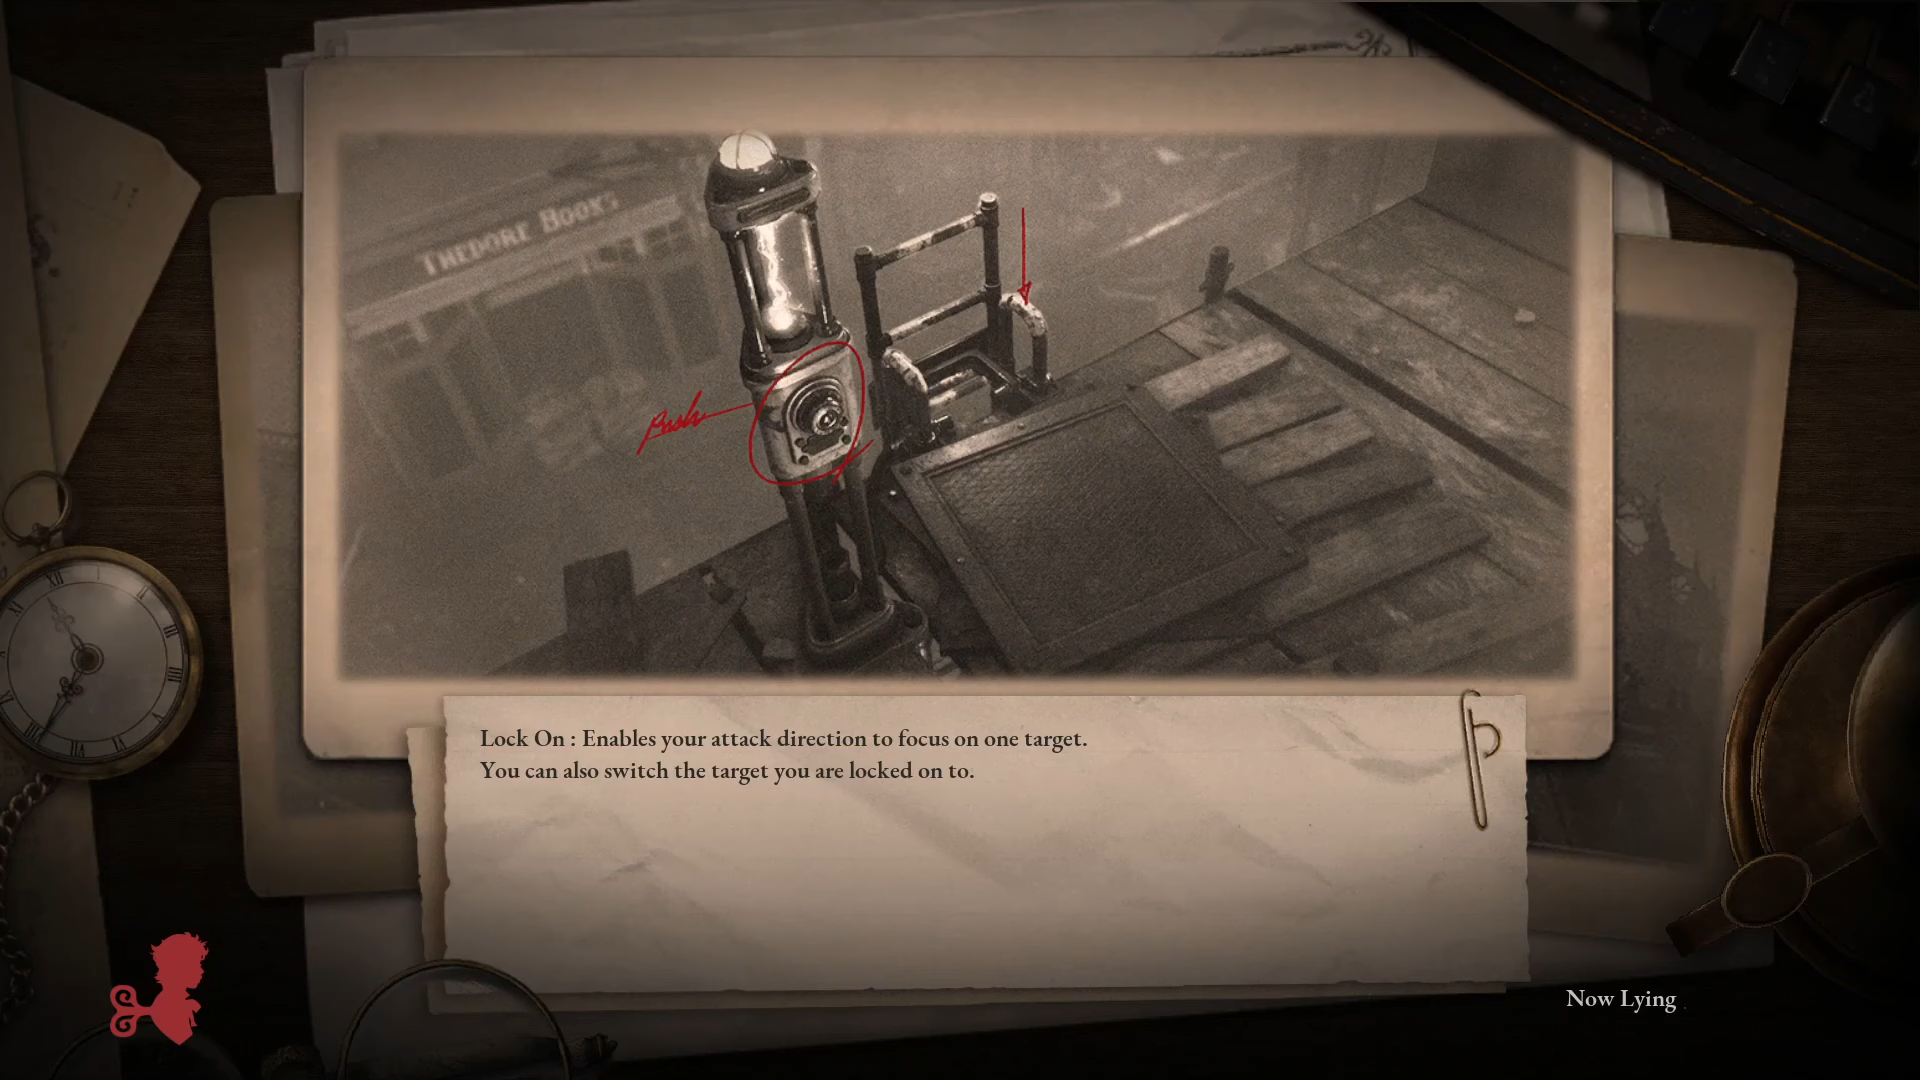 THEDORE BOOKS
Push
Lock On : Enables your attack direction to focus on one target.
You can also switch the target you are locked on to.
Now Lying